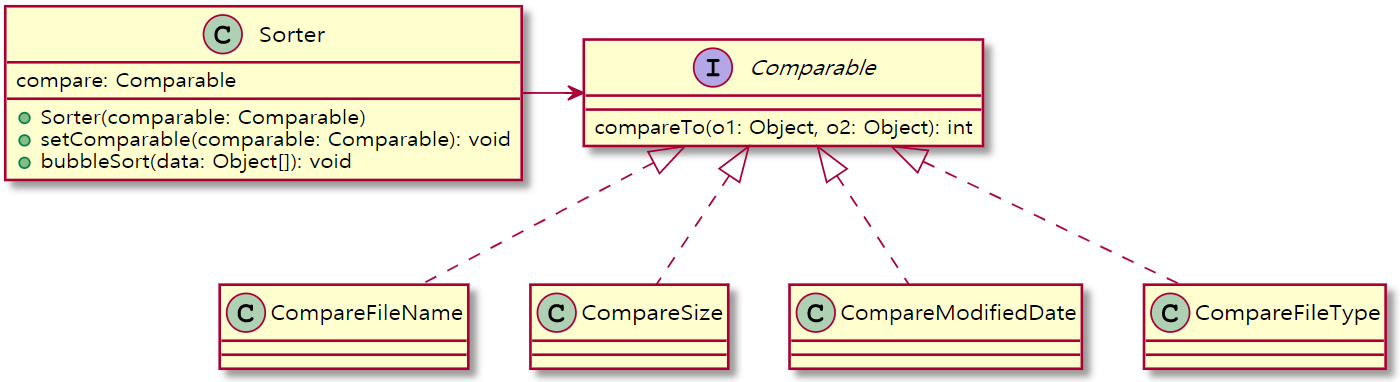 C Sorter
compare: Comparable
Sorter(comparable: Comparable)
setComparable(comparable: Comparable): void
bubbleSort(data: Object[]): void
I Comparable
compareTo(o1: Object, o2: Object): int
C CompareFileName
C CompareSize
C CompareModifiedDate
C CompareFileType